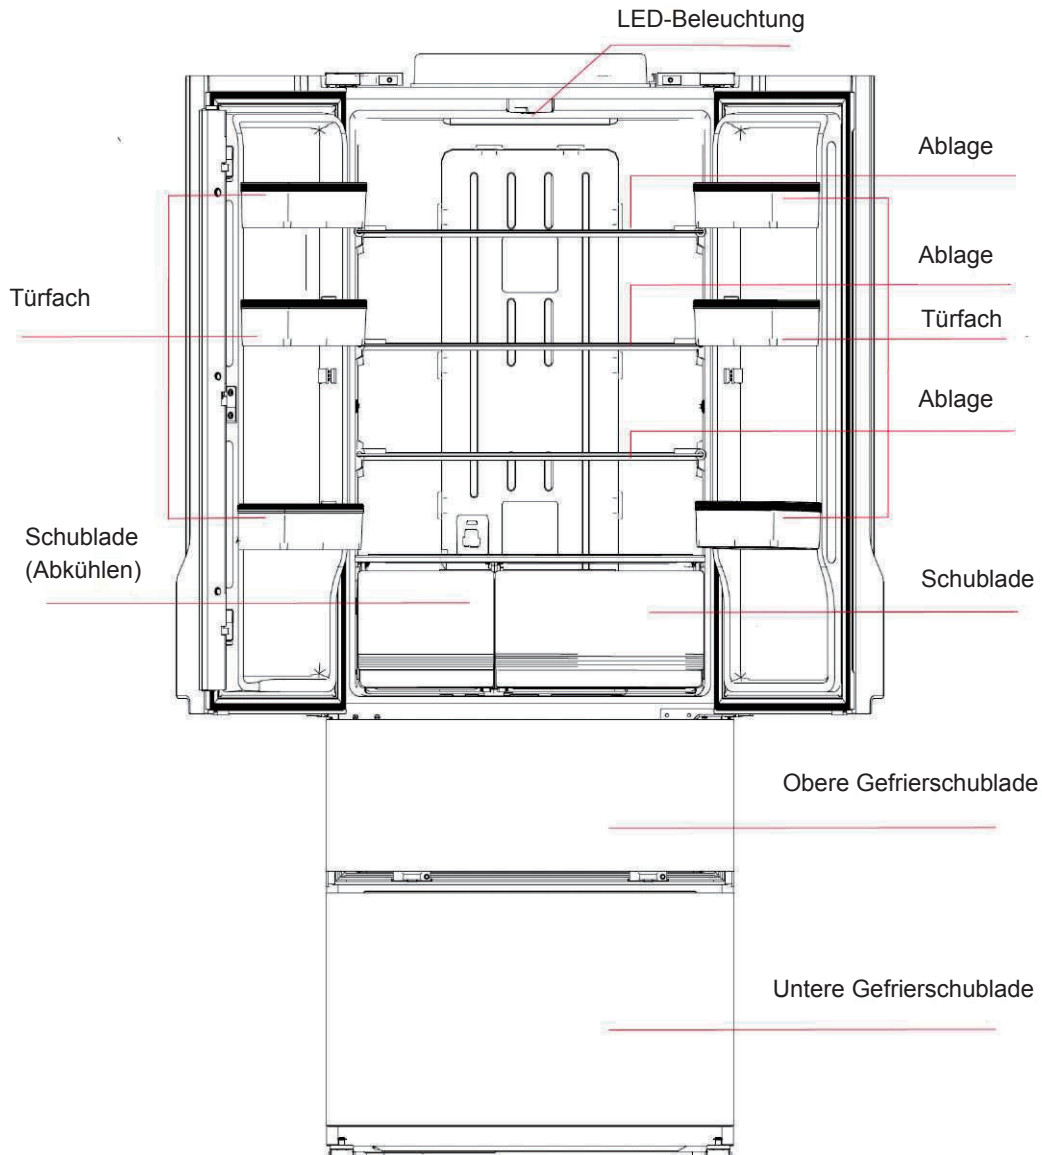 LED-Beleuchtung
Ablage
Ablage
Türfach
Türfach
Ablage
Schublade
(Abkühlen)
Schublade
Obere Gefrierschublade
Untere Gefrierschublade